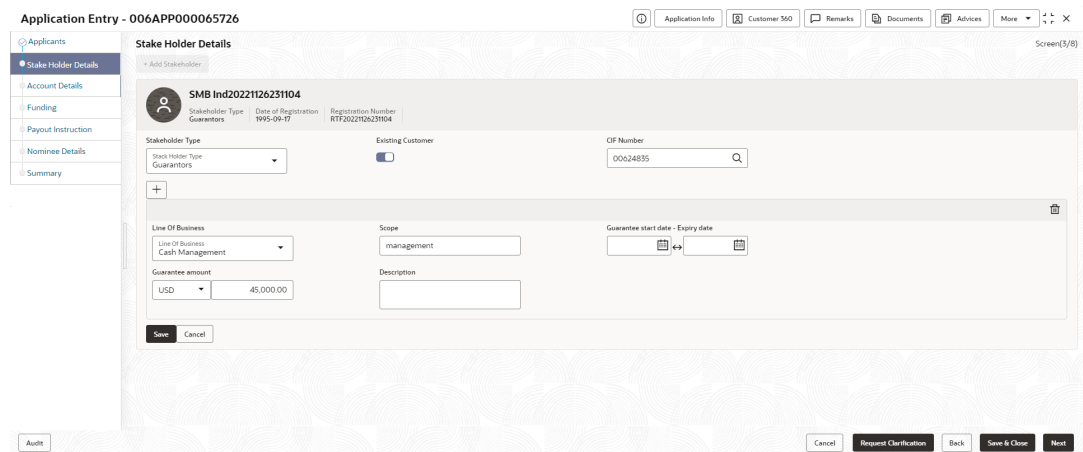 Application Entry - 006APP000065726
Application Info
Customer 360
Remarks
Documents
Advices
More
Applicants
Stake Holder Details
Account Details
Funding
Payout Instruction
Nominee Details
Summary
Stake Holder Details
Screen(3/8)
+ Add Stakeholder
SMB Ind20221126231104
Stakeholder Type Date of Registration Registration Number
Guarantors 1995-09-17 RTF20221126231104
Stakeholder Type Existing Customer CIF Number
Stack Holder Type
Guarantors
00624835
Line Of Business Scope Guarantee start date - Expiry date
Line Of Business
Cash Management
management
Guarantee amount Description
USD 45,000.00
Save Cancel
Audit
Cancel Request Clarification Back Save & Close Next